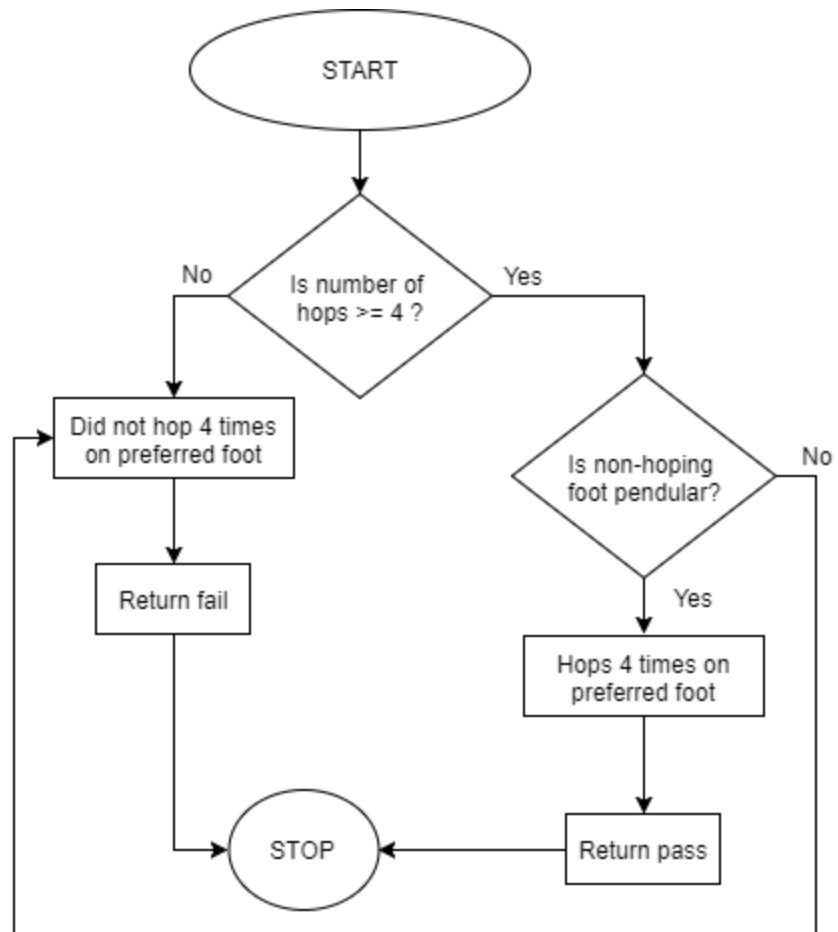 START
No
Yes
Is number of
hops >= 4 ?
Did not hop 4 times
on preferred foot
Is non-hoping
foot pendular?
No
Return fail
Yes
Hops 4 times on
preferred foot
STOP
Return pass